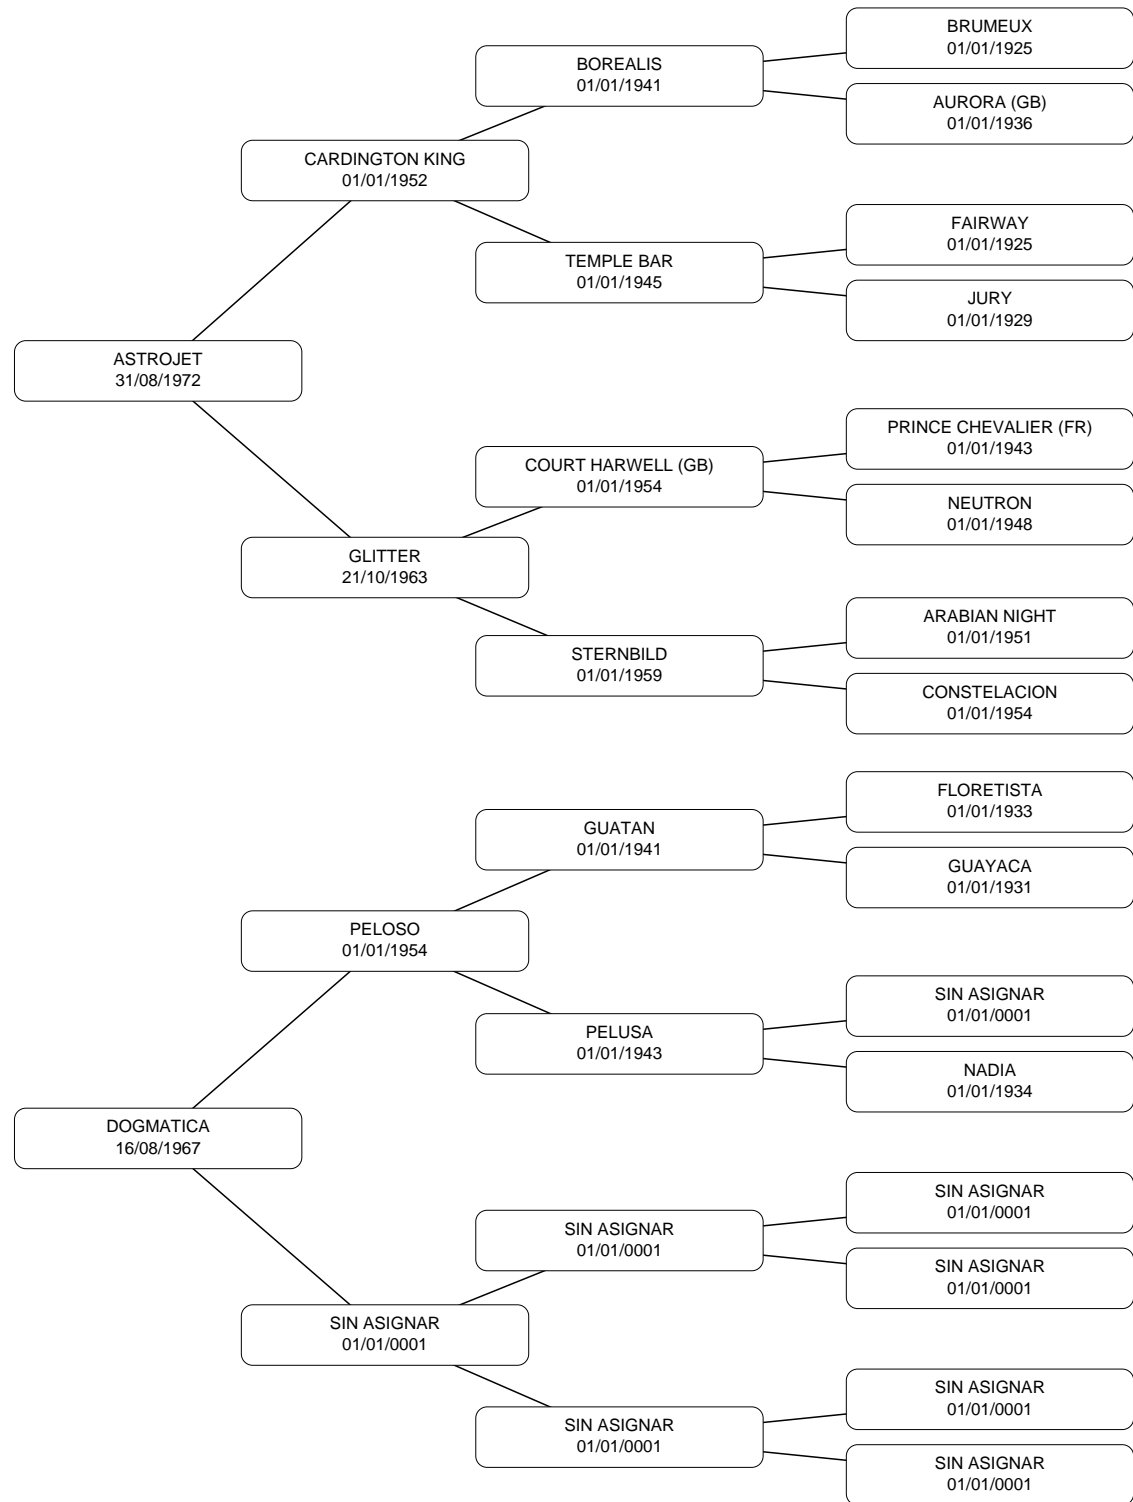 BRUMEUX
01/01/1925
BOREALIS
01/01/1941
AURORA (GB)
01/01/1936
CARDINGTON KING
01/01/1952
FAIRWAY
01/01/1925
TEMPLE BAR
01/01/1945
JURY
01/01/1929
ASTROJET
31/08/1972
PRINCE CHEVALIER (FR)
01/01/1943
COURT HARWELL (GB)
01/01/1954
NEUTRON
01/01/1948
GLITTER
21/10/1963
ARABIAN NIGHT
01/01/1951
STERNBILD
01/01/1959
CONSTELACION
01/01/1954
FLORETISTA
01/01/1933
GUATAN
01/01/1941
GUAYACA
01/01/1931
PELOSO
01/01/1954
SIN ASIGNAR
01/01/0001
PELUSA
01/01/1943
NADIA
01/01/1934
DOGMATICA
16/08/1967
SIN ASIGNAR
01/01/0001
SIN ASIGNAR
01/01/0001
SIN ASIGNAR
01/01/0001
SIN ASIGNAR
01/01/0001
SIN ASIGNAR
01/01/0001
SIN ASIGNAR
01/01/0001
SIN ASIGNAR
01/01/0001